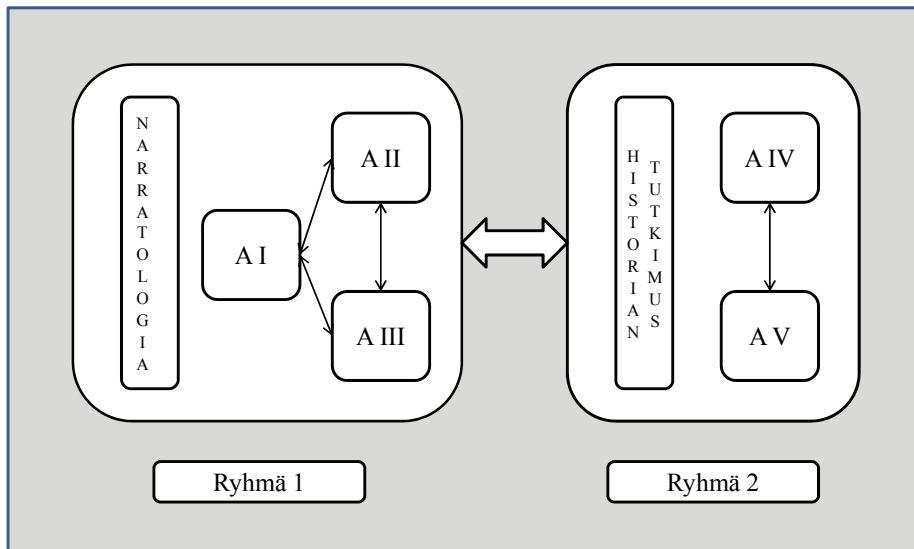 NARRATOLOGIA
A I
A II
A III
HISTORIAN
TUTKIMUS
A IV
A V
Ryhmä 1
Ryhmä 2